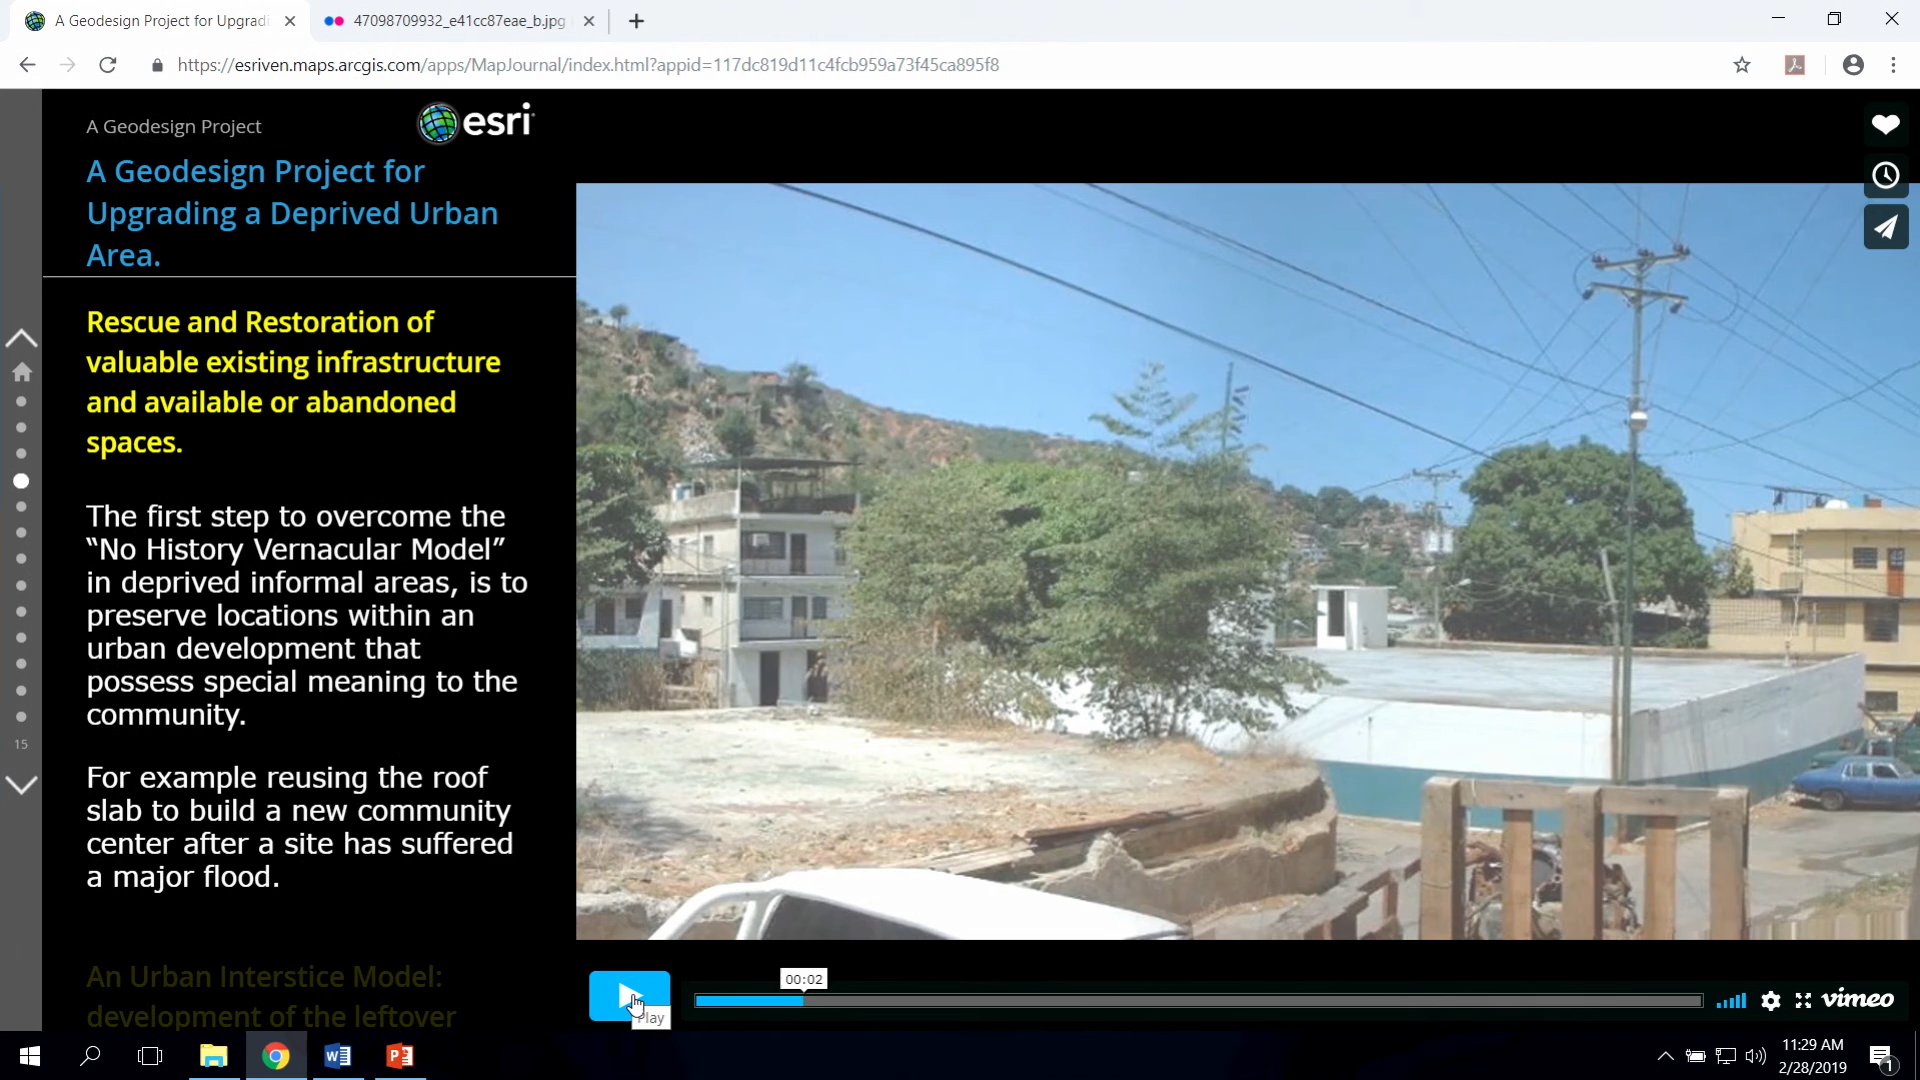 A Geodesign Project for Upgradi
47098709932_e41cc87eae_b.jpg
https://esriven.maps.arcgis.com/apps/MapJournal/index.html?appid=117dc819d11c4fcb959a73f45ca895f8
A Geodesign Project
esri
A Geodesign Project for
Upgrading a Deprived Urban
Area.
Rescue and Restoration of
valuable existing infrastructure
and available or abandoned
spaces.
The first step to overcome the
“No History Vernacular Model”
in deprived informal areas, is to
preserve locations within an
urban development that
possess special meaning to the
community.
For example reusing the roof
slab to build a new community
center after a site has suffered
a major flood.
An Urban Interstice Model:
development of the leftover
15
00:02
Play
vimeo
11:29 AM
2/28/2019
1